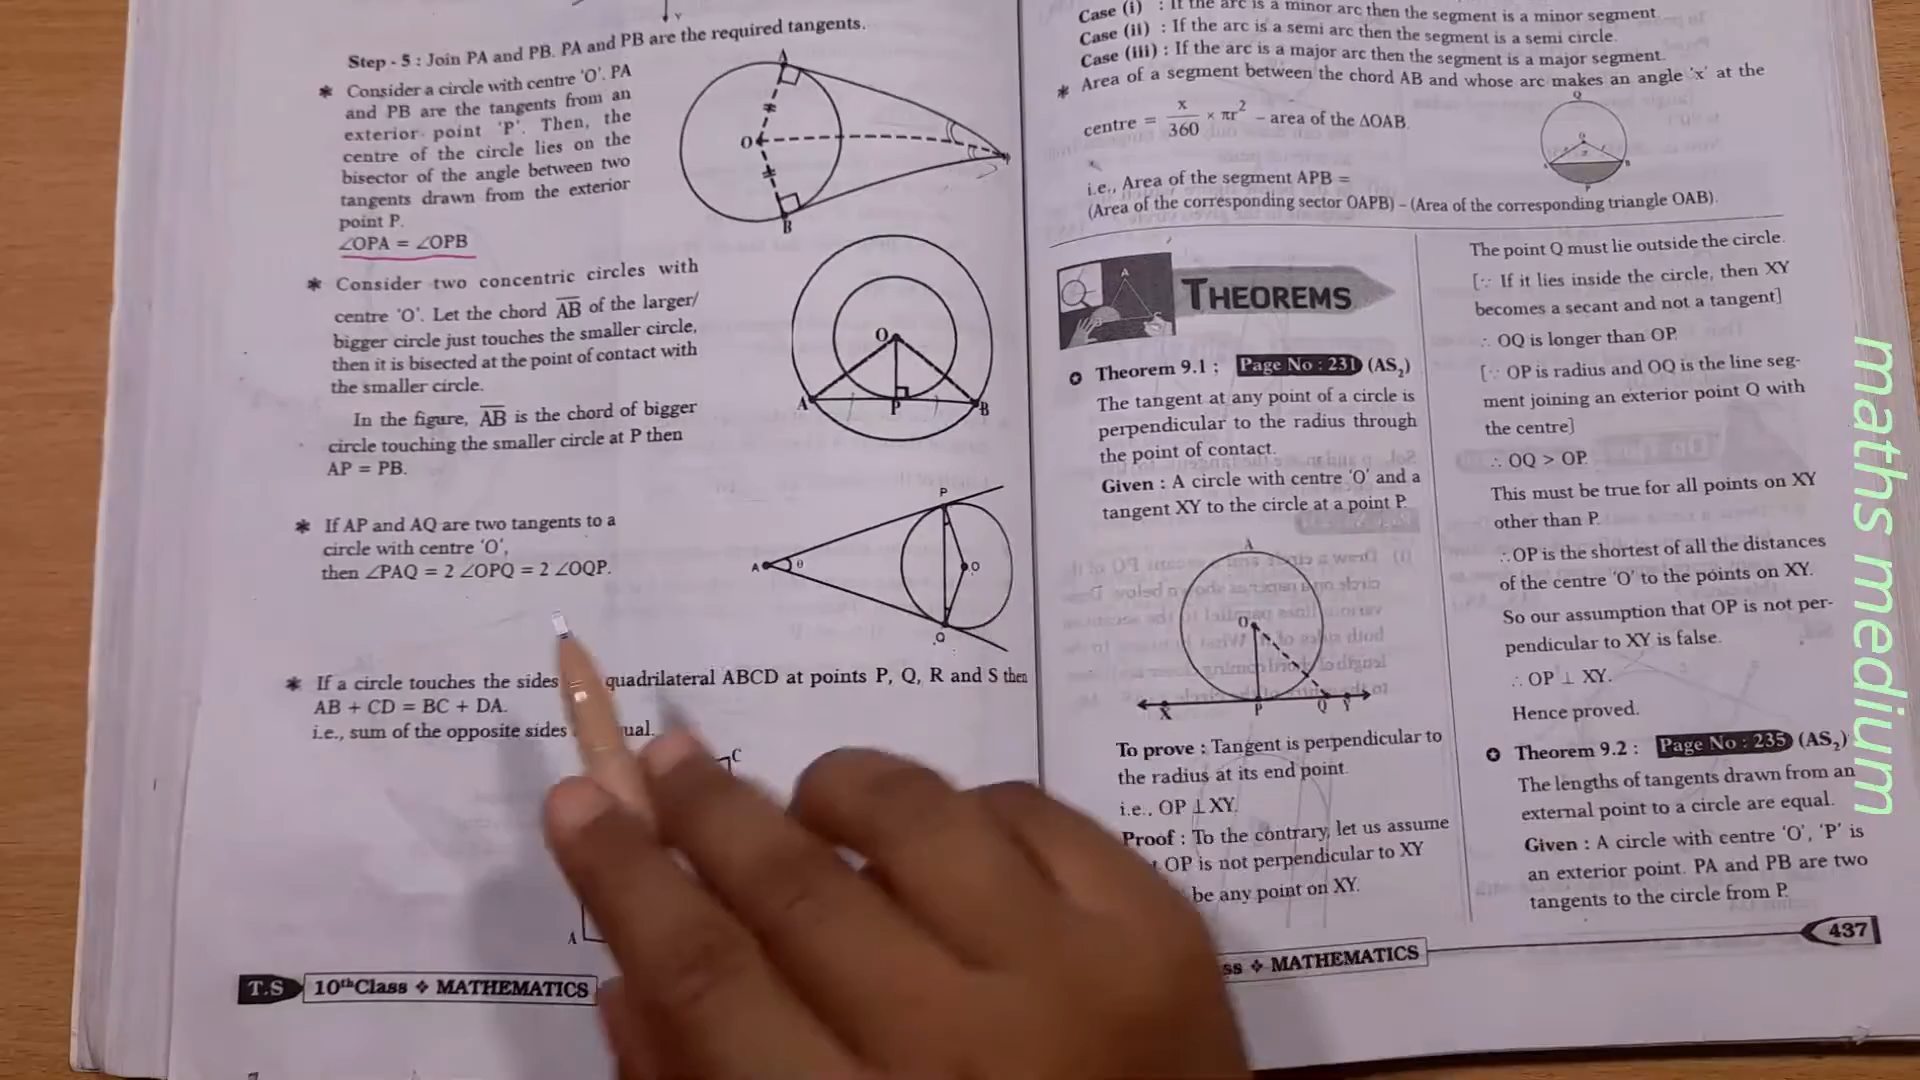 Step - 5 : Join PA and PB. PA and PB are the required tangents.
* Consider a circle with centre 'O'. PA
and PB are the tangents from an
exterior point 'P'. Then, the
centre of the circle lies on the
bisector of the angle between two
tangents drawn from the exterior
point P.
∠OPA = ∠OPB
A
O
B
* Consider two concentric circles with
centre 'O'. Let the chord AB of the larger/
bigger circle just touches the smaller circle,
then it is bisected at the point of contact with
the smaller circle.
In the figure, AB is the chord of bigger
circle touching the smaller circle at P then
AP = PB.
O
A P B
* If AP and AQ are two tangents to a
circle with centre 'O',
then ∠PAQ = 2 ∠OPQ = 2 ∠OQP.
P
A θ O
Q
* If a circle touches the sides quadrilateral ABCD at points P, Q, R and S then
AB + CD = BC + DA.
i.e., sum of the opposite sides
C
A
T.S 10thClass ❖ MATHEMATICS
Case (i) : If the arc is a minor arc then the segment is a minor segment
Case (ii) : If the arc is a semi arc then the segment is a semi circle.
Case (iii) : If the arc is a major arc then the segment is a major segment.
* Area of a segment between the chord AB and whose arc makes an angle 'x' at the
centre = x/360 × πr² – area of the ΔOAB.
i.e., Area of the segment APB =
(Area of the corresponding sector OAPB) – (Area of the corresponding triangle OAB).
THEOREMS
Theorem 9.1 : Page No : 231 (AS₂)
The tangent at any point of a circle is
perpendicular to the radius through
the point of contact.
Given : A circle with centre 'O' and a
tangent XY to the circle at a point P.
A
O
X P Q Y
To prove : Tangent is perpendicular to
the radius at its end point.
i.e., OP ⊥ XY.
Proof : To the contrary, let us assume
OP is not perpendicular to XY
be any point on XY.
The point Q must lie outside the circle.
[∵ If it lies inside the circle, then XY
becomes a secant and not a tangent]
∴ OQ is longer than OP.
[∵ OP is radius and OQ is the line seg-
ment joining an exterior point Q with
the centre]
∴ OQ > OP.
This must be true for all points on XY
other than P.
∴ OP is the shortest of all the distances
of the centre 'O' to the points on XY.
So our assumption that OP is not per-
pendicular to XY is false.
∴ OP ⊥ XY.
Hence proved.
Theorem 9.2 : Page No : 235 (AS₂)
The lengths of tangents drawn from an
external point to a circle are equal.
Given : A circle with centre 'O', 'P' is
an exterior point. PA and PB are two
tangents to the circle from P.
❖ MATHEMATICS
437
maths medium